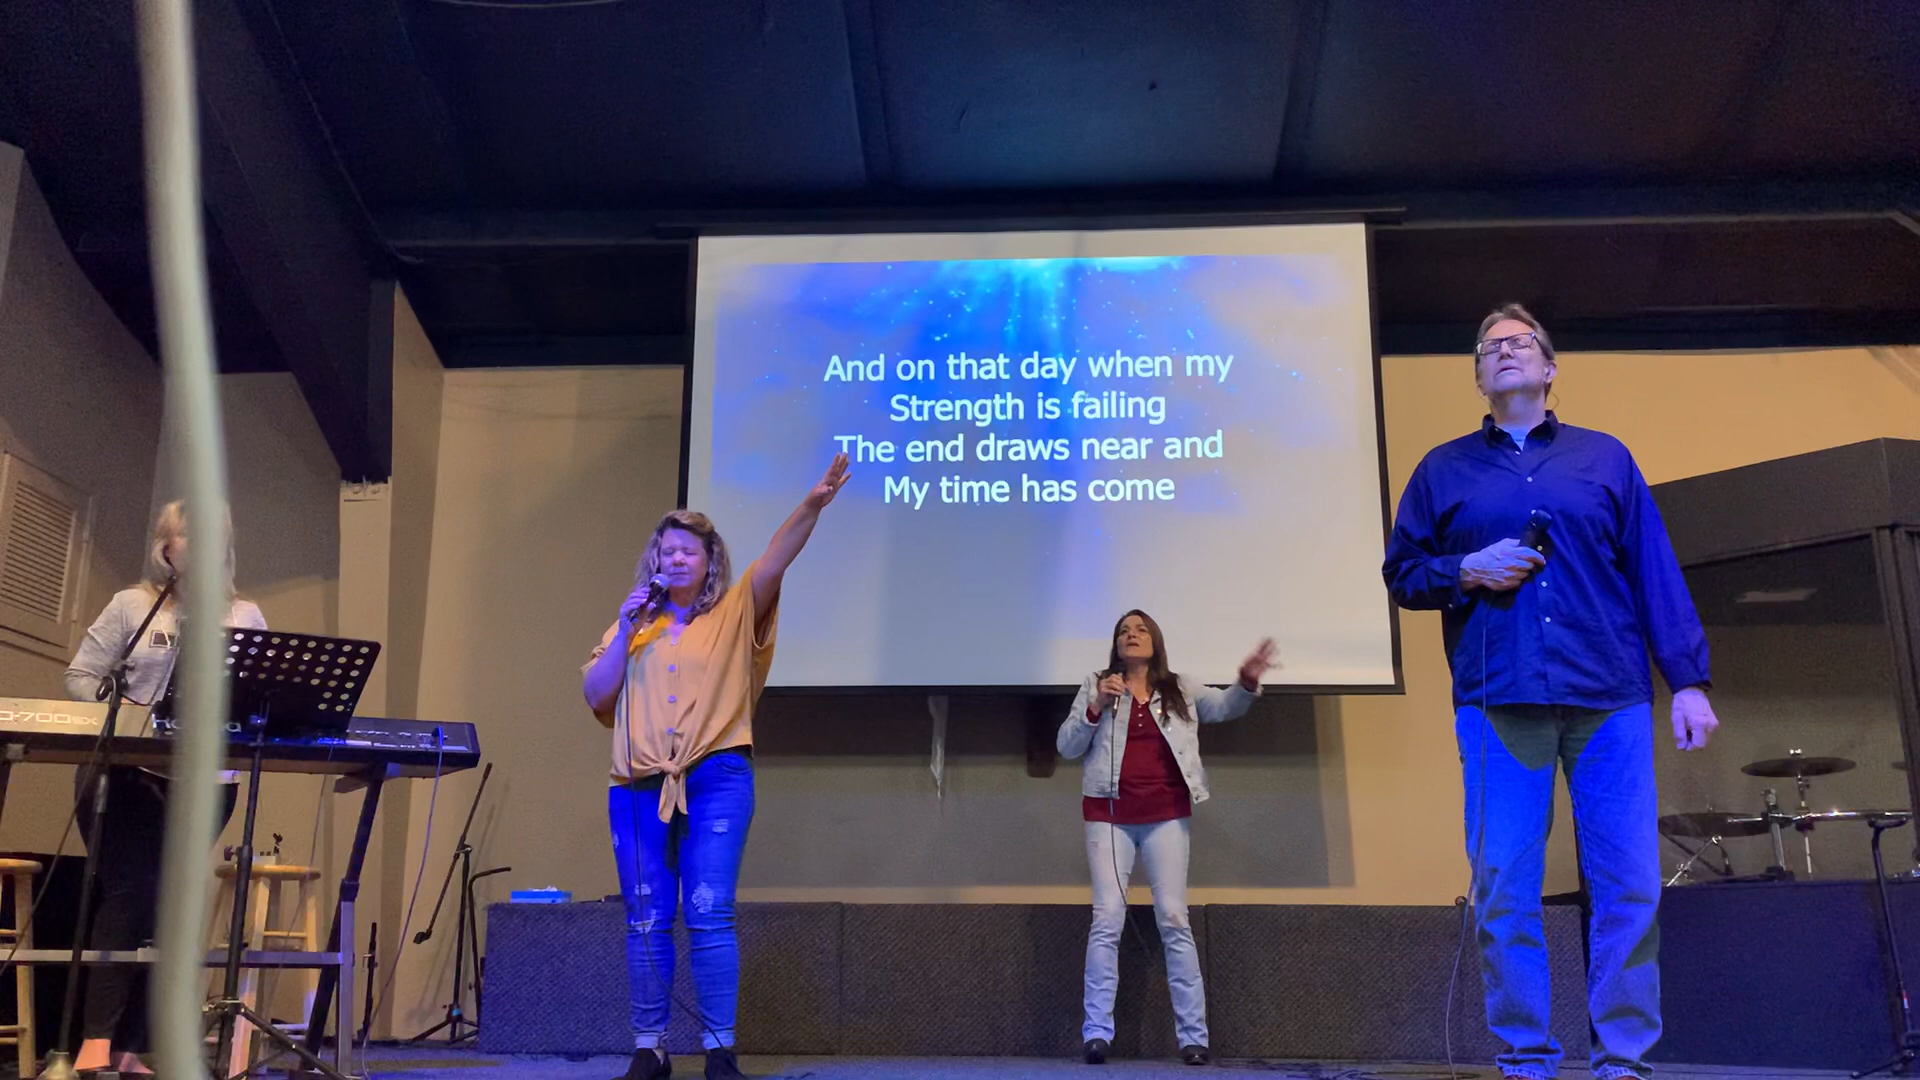 And on that day when my
Strength is failing
The end draws near and
My time has come